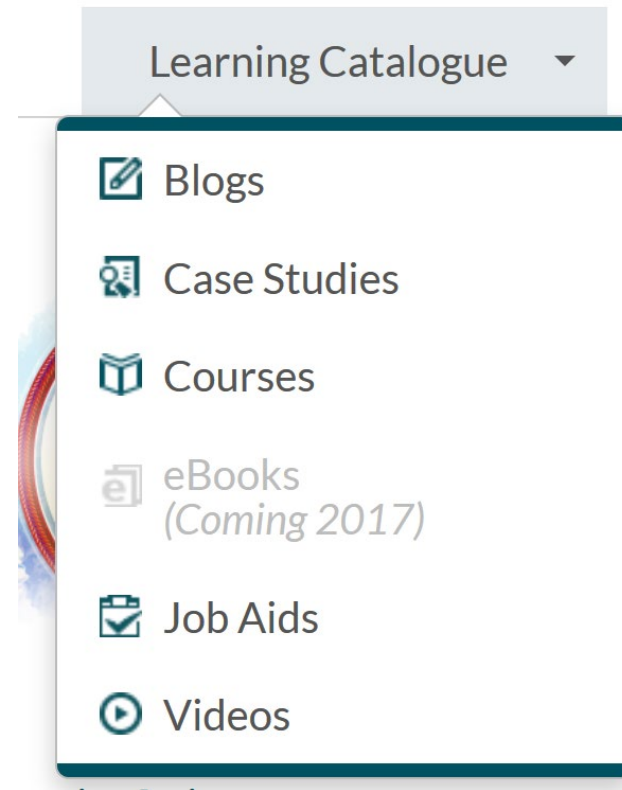 Learning Catalogue
Blogs
Case Studies
Courses
eBooks
(Coming 2017)
Job Aids
Videos